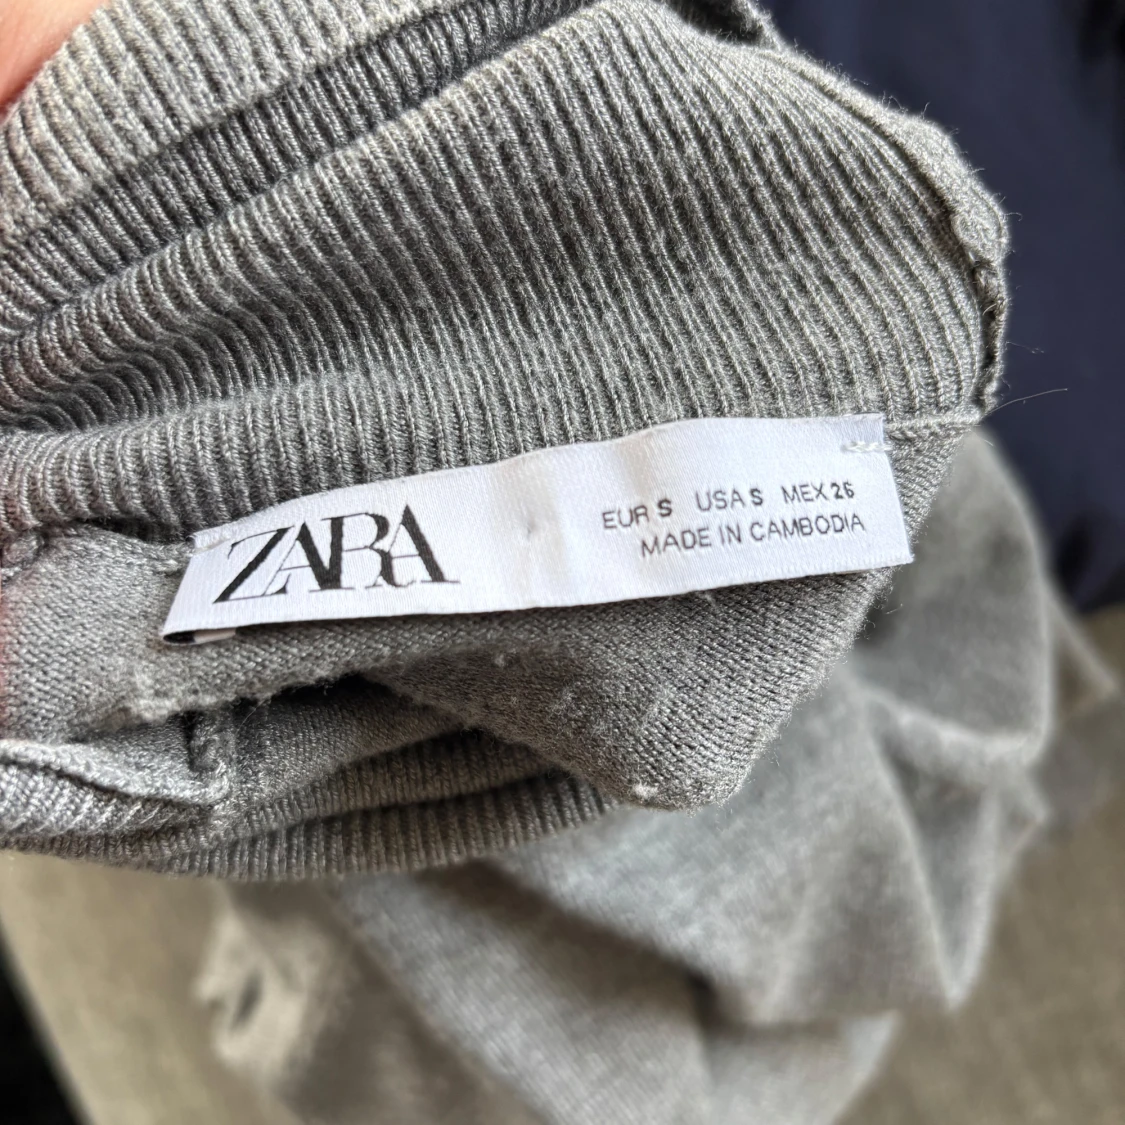 ZARA
EUR S USA S MEX 26
MADE IN CAMBODIA